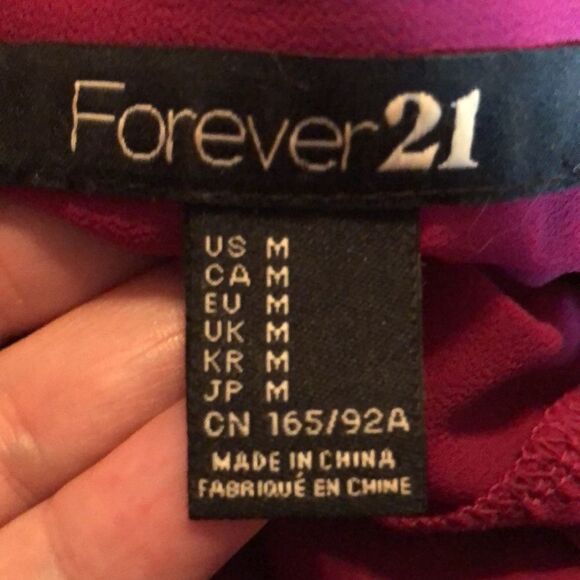 Forever21
US M
CA M
EU M
UK M
KR M
JP M
CN 165/92A
MADE IN CHINA
FABRIQUÉ EN CHINE